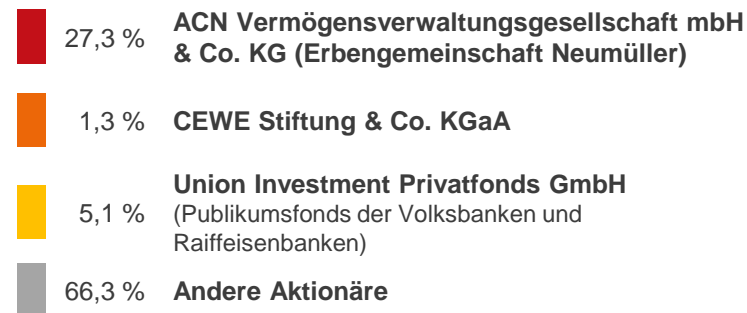 27,3 % ACN Vermögensverwaltungsgesellschaft mbH
& Co. KG (Erbengemeinschaft Neumüller)
1,3 % CEWE Stiftung & Co. KGaA
Union Investment Privatfonds GmbH
5,1 % (Publikumsfonds der Volksbanken und
Raiffeisenbanken)
66,3 % Andere Aktionäre